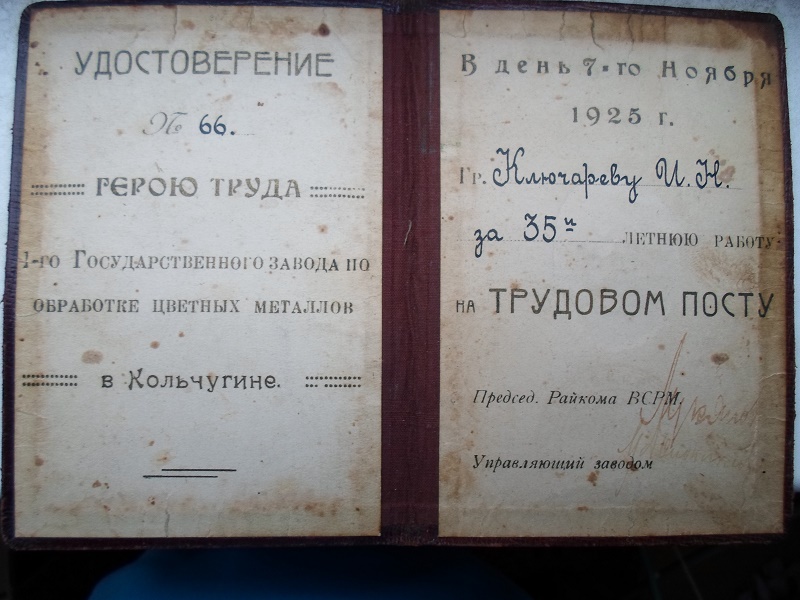 УДОСТОВЕРЕНИЕ
№ 66.
ГЕРОЮ ТРУДА
1-го Государственного завода по
обработке цветных металлов
в Кольчугине.
В день 7-го Ноября
1925 г.
Гр. Ключареву И. Н.
за 35 и летнюю работу
на ТРУДОВОМ ПОСТУ
Председ. Райкома ВСРМ
Управляющий заводом